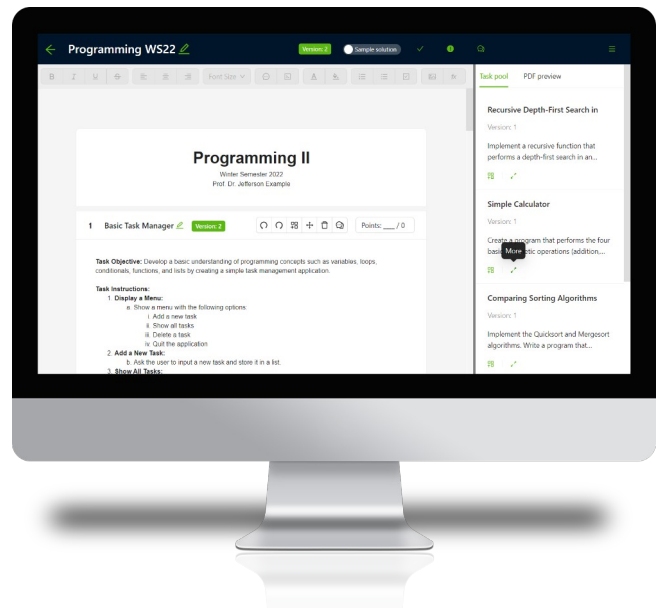 Programming WS22
Version: 2
Sample solution
B I U
Font Size
Task pool
PDF preview
Programming II
Winter Semester 2022
Prof. Dr. Jefferson Example
1 Basic Task Manager
Version: 2
Points: ___ / 0
Task Objective: Develop a basic understanding of programming concepts such as variables, loops,
conditionals, functions, and lists by creating a simple task management application.
Task Instructions:
1. Display a Menu:
a. Show a menu with the following options:
i. Add a new task
ii. Show all tasks
iii. Delete a task
iv. Quit the application
2. Add a New Task:
b. Ask the user to input a new task and store it in a list.
3. Show All Tasks:
Recursive Depth-First Search in
Version: 1
Implement a recursive function that
performs a depth-first search in an...
Simple Calculator
Version: 1
Create a program that performs the four
More
operations (addition,...
Comparing Sorting Algorithms
Version: 1
Implement the Quicksort and Mergesort
algorithms. Write a program that...